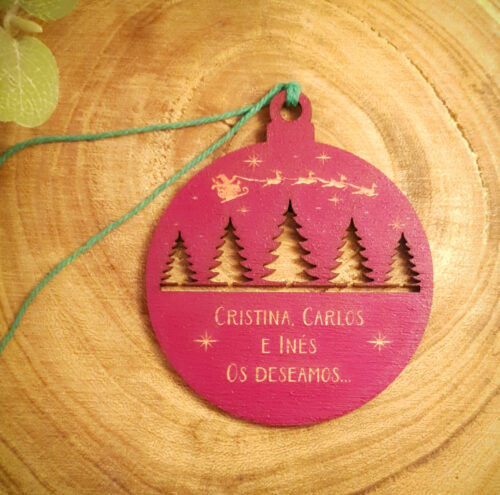 CRISTINA, CARLOS
E INÉS
OS DESEAMOS...